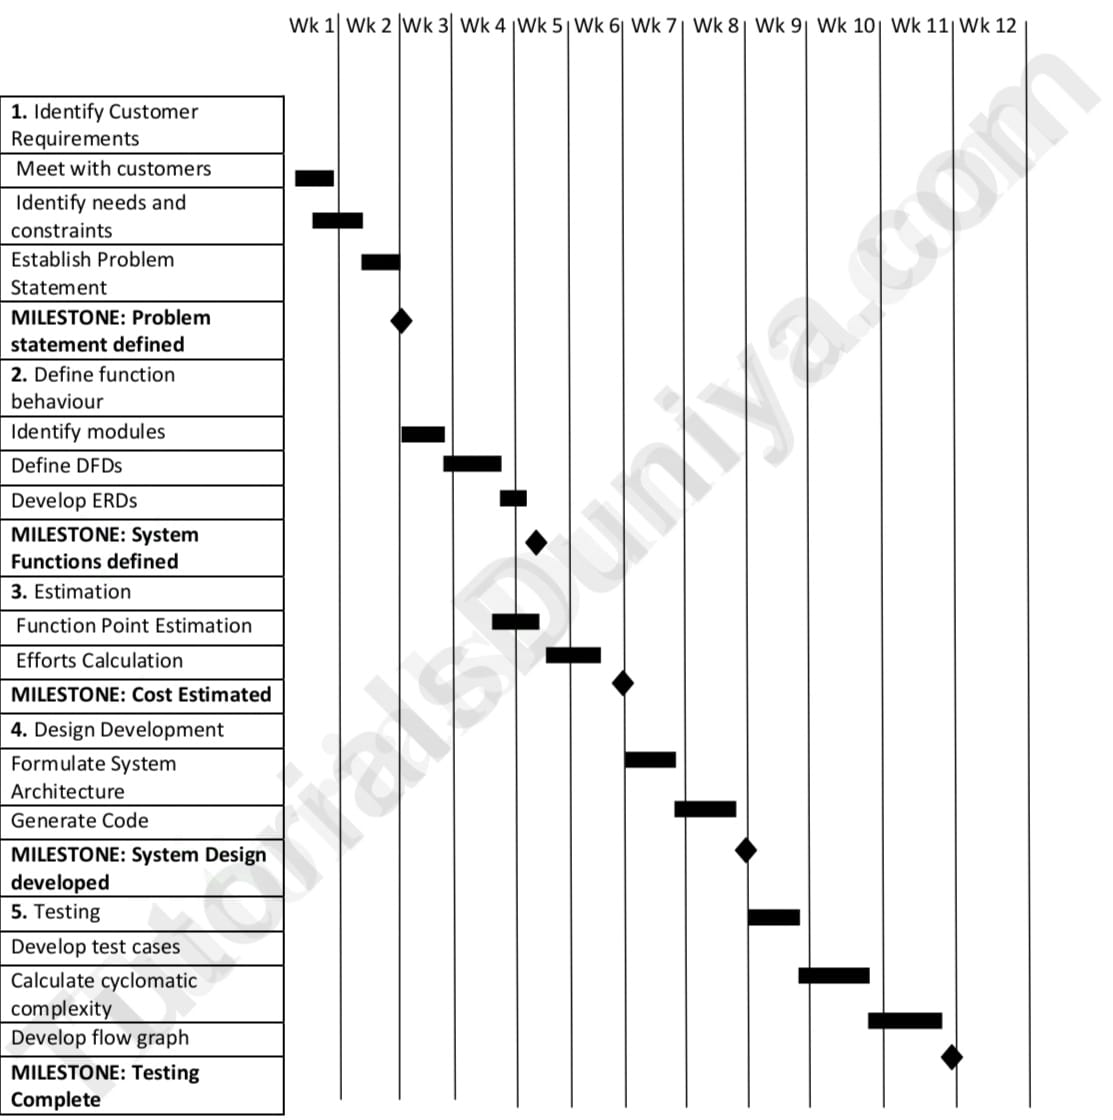 Wk 1 Wk 2 Wk 3 Wk 4 Wk 5 Wk 6 Wk 7 Wk 8 Wk 9 Wk 10 Wk 11 Wk 12
1. Identify Customer
Requirements
Meet with customers
Identify needs and
constraints
Establish Problem
Statement
MILESTONE: Problem
statement defined
2. Define function
behaviour
Identify modules
Define DFDs
Develop ERDs
MILESTONE: System
Functions defined
3. Estimation
Function Point Estimation
Efforts Calculation
MILESTONE: Cost Estimated
4. Design Development
Formulate System
Architecture
Generate Code
MILESTONE: System Design
developed
5. Testing
Develop test cases
Calculate cyclomatic
complexity
Develop flow graph
MILESTONE: Testing
Complete
TutorialsDuniya.com